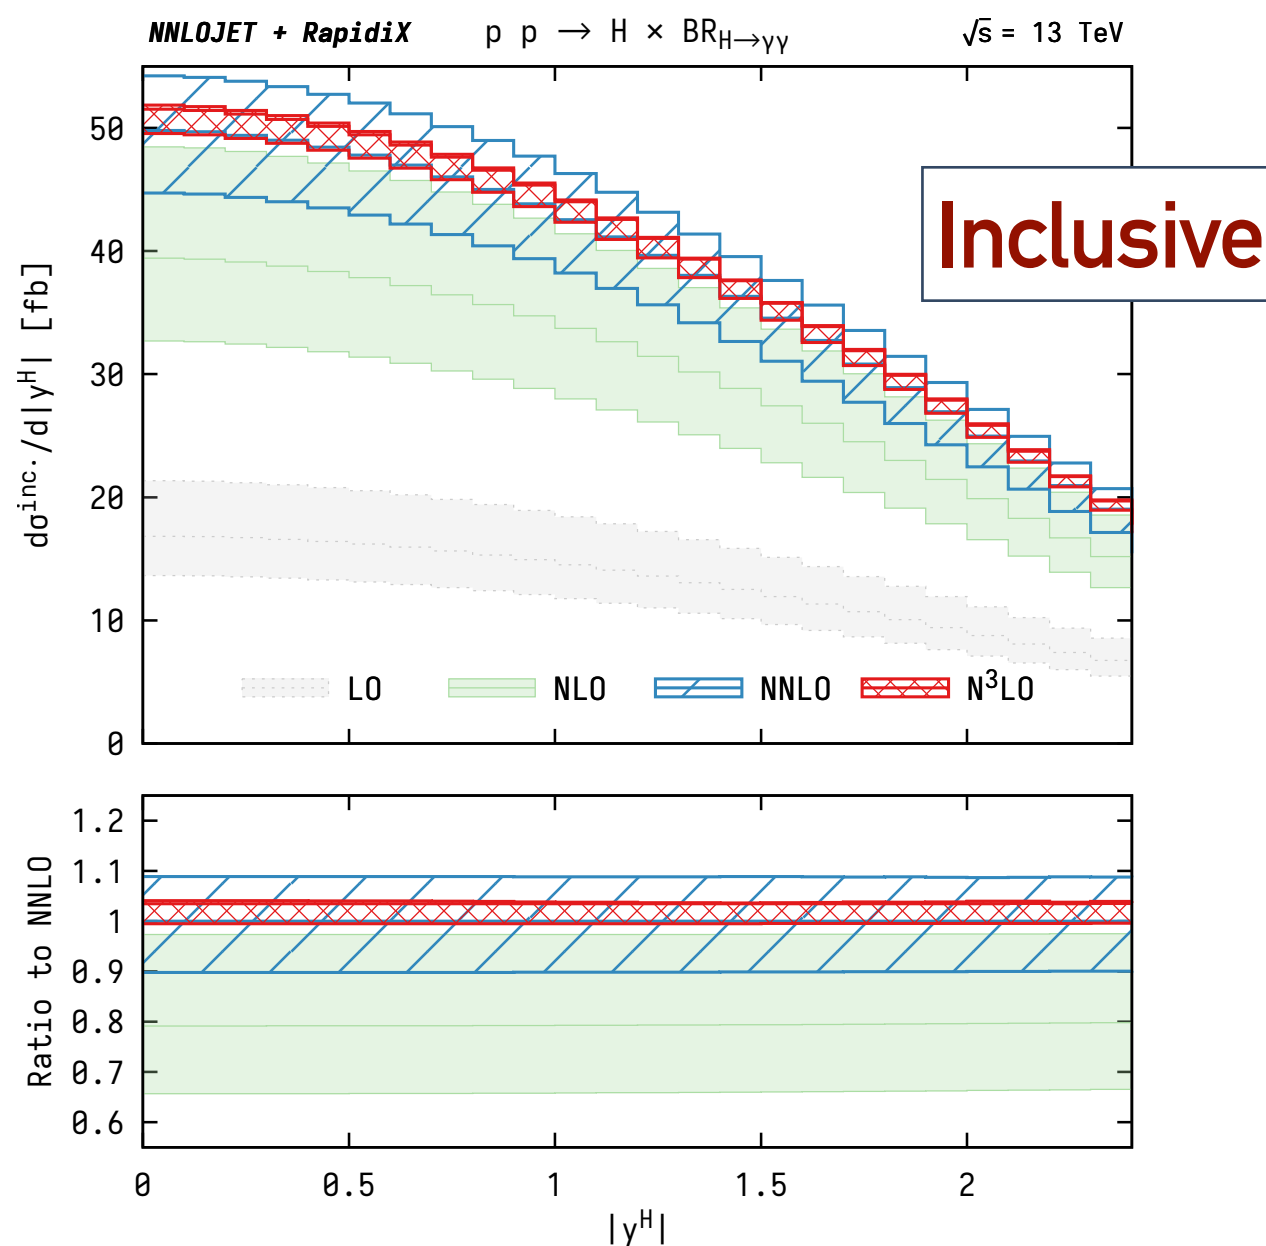 NNLOJET + RapidiX p p → H × BR_H→γγ √s = 13 TeV
50
40
30
20
10
0
dσ^inc./d|y^H| [fb]
Inclusive
LO NLO NNLO N³LO
1.2
1.1
1
0.9
0.8
0.7
0.6
Ratio to NNLO
0 0.5 1 1.5 2
|y^H|